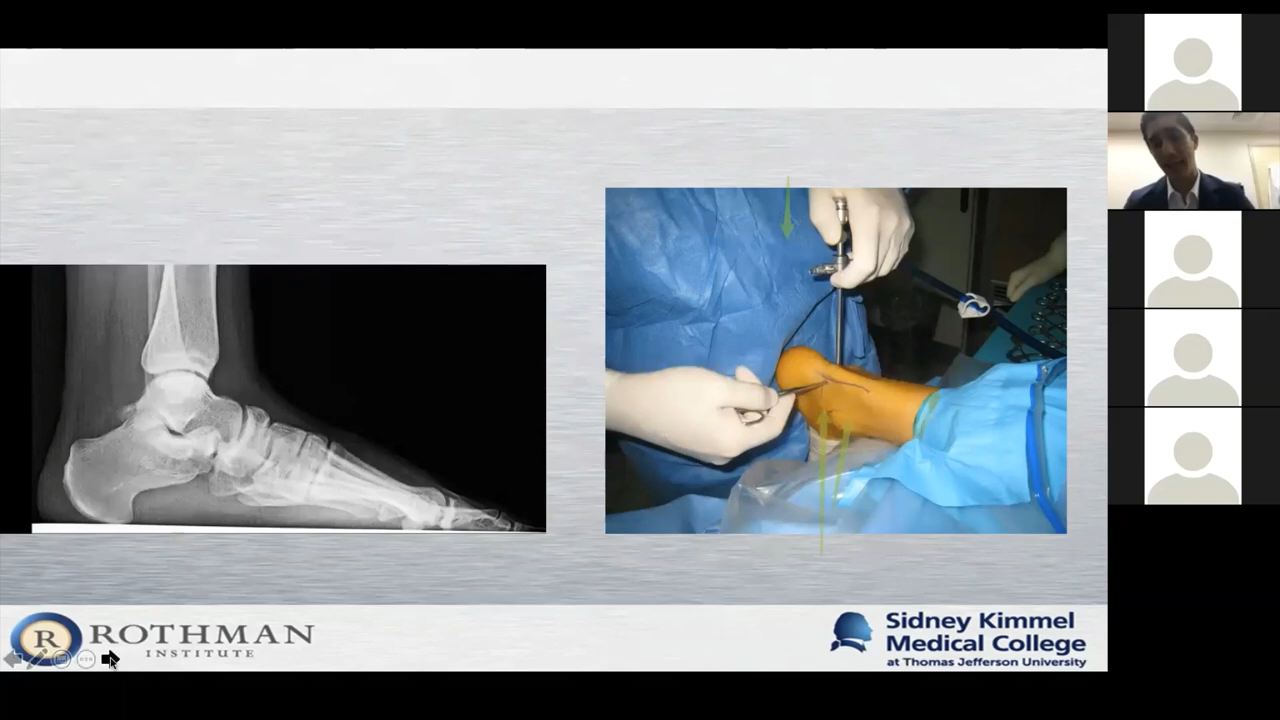 R
ROTHMAN
INSTITUTE
Sidney Kimmel
Medical College
at Thomas Jefferson University